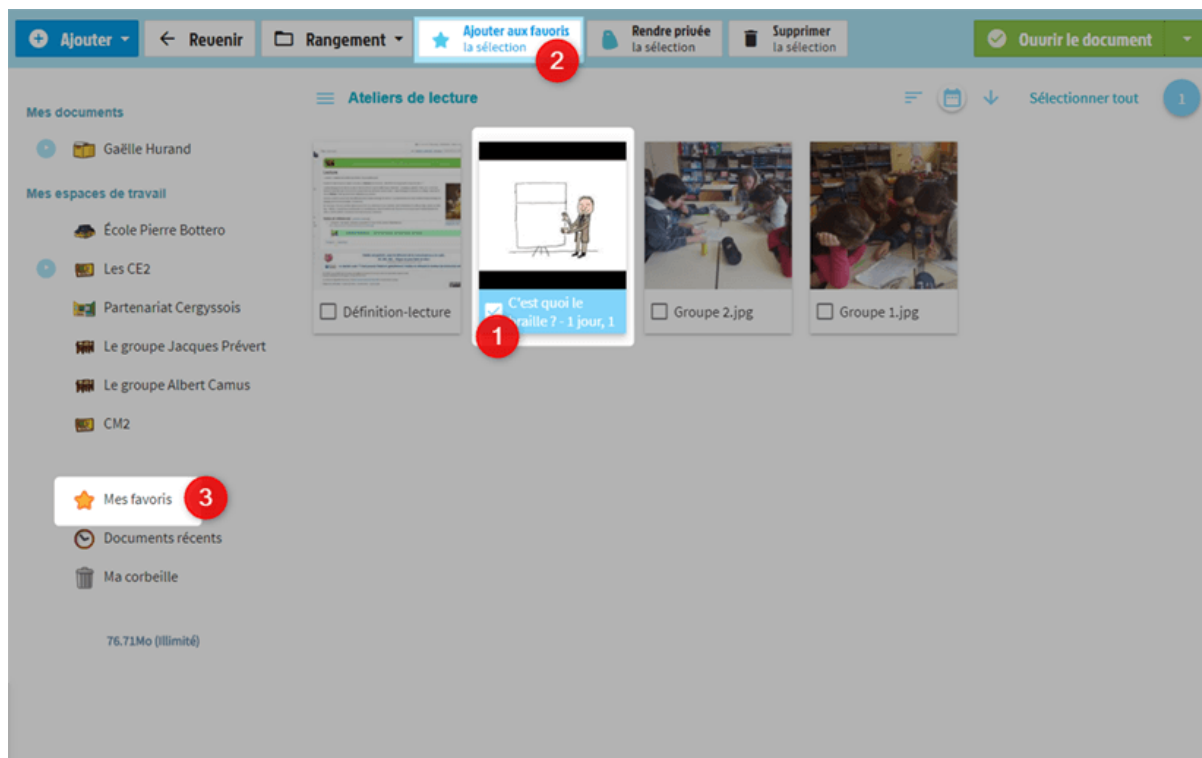 Ajouter
Revenir
Rangement
Ajouter aux favoris
la sélection
2
Rendre privée
la sélection
Supprimer
la sélection
Ouvrir le document
Mes documents
Gaëlle Hurand
Mes espaces de travail
École Pierre Bottero
Les CE2
Partenariat Cergyssois
Le groupe Jacques Prévert
Le groupe Albert Camus
CM2
Mes favoris
3
Documents récents
Ma corbeille
76.71Mo (Illimité)
Ateliers de lecture
Sélectionner tout
1
Définition-lecture
C'est quoi le
braille ? - 1 jour, 1
1
Groupe 2.jpg
Groupe 1.jpg